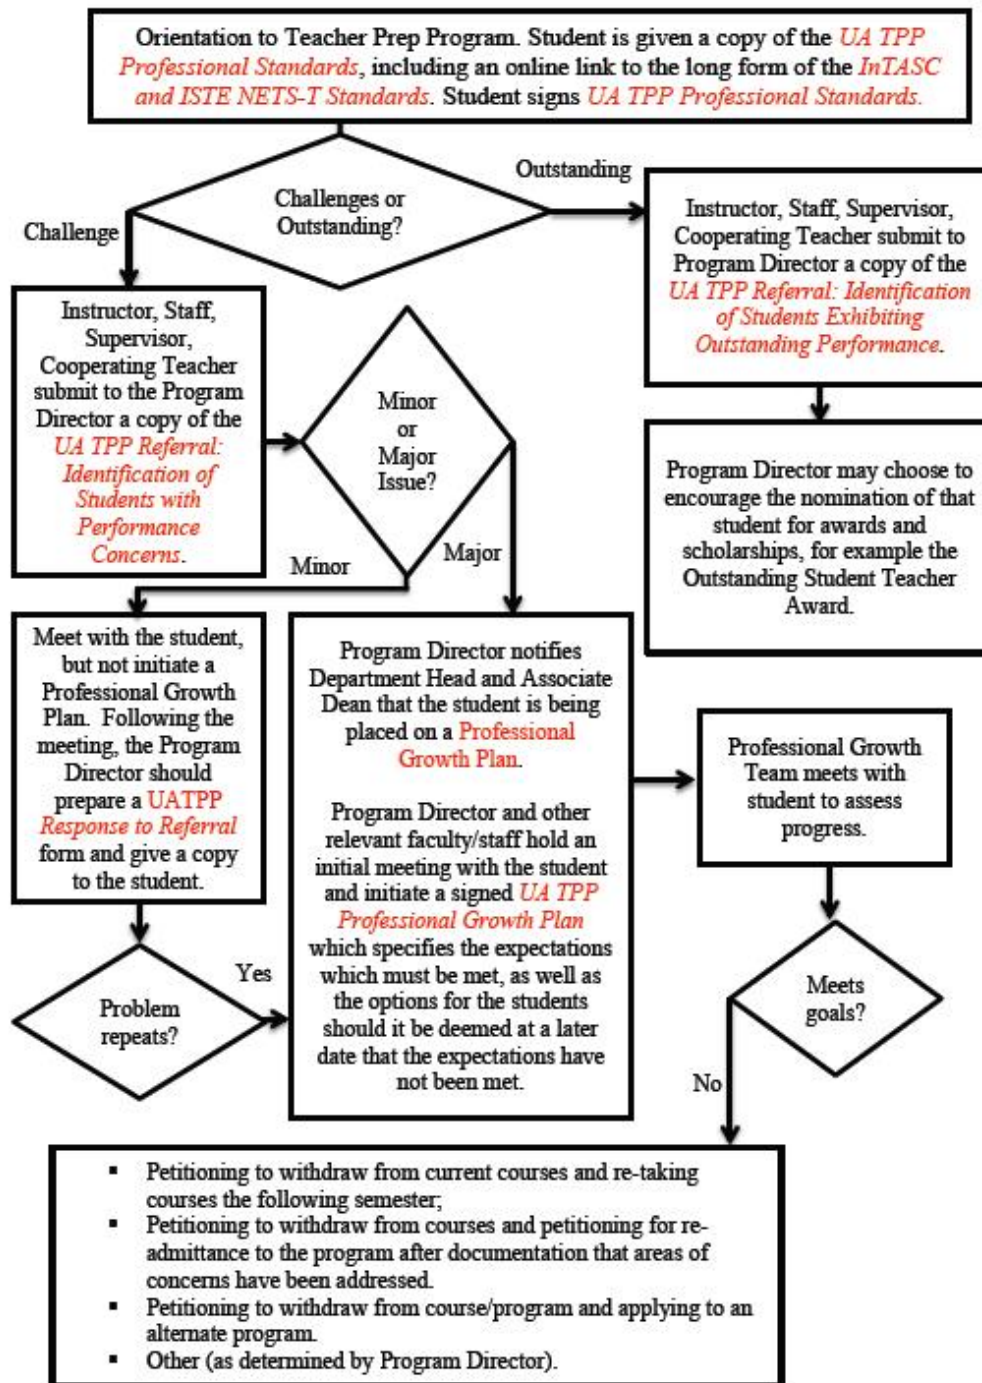 Orientation to Teacher Prep Program. Student is given a copy of the UA TPP
Professional Standards, including an online link to the long form of the InTASC
and ISTE NETS-T Standards. Student signs UA TPP Professional Standards.
Challenges or
Outstanding?
Outstanding
Challenge
Instructor, Staff, Supervisor,
Cooperating Teacher submit to
Program Director a copy of the
UA TPP Referral: Identification
of Students Exhibiting
Outstanding Performance.
Instructor, Staff,
Supervisor,
Cooperating Teacher
submit to the Program
Director a copy of the
UA TPP Referral:
Identification of
Students with
Performance
Concerns.
Minor
or
Major
Issue?
Minor
Major
Program Director may choose to
encourage the nomination of that
student for awards and
scholarships, for example the
Outstanding Student Teacher
Award.
Meet with the student,
but not initiate a
Professional Growth
Plan. Following the
meeting, the Program
Director should
prepare a UATPP
Response to Referral
form and give a copy
to the student.
Program Director notifies
Department Head and Associate
Dean that the student is being
placed on a Professional
Growth Plan.
Program Director and other
relevant faculty/staff hold an
initial meeting with the student
and initiate a signed UA TPP
Professional Growth Plan
which specifies the expectations
which must be met, as well as
the options for the students
should it be deemed at a later
date that the expectations have
not been met.
Professional Growth
Team meets with
student to assess
progress.
Problem
repeats?
Yes
Meets
goals?
No
▪ Petitioning to withdraw from current courses and re-taking
courses the following semester;
▪ Petitioning to withdraw from courses and petitioning for re-
admittance to the program after documentation that areas of
concerns have been addressed.
▪ Petitioning to withdraw from course/program and applying to an
alternate program.
▪ Other (as determined by Program Director).